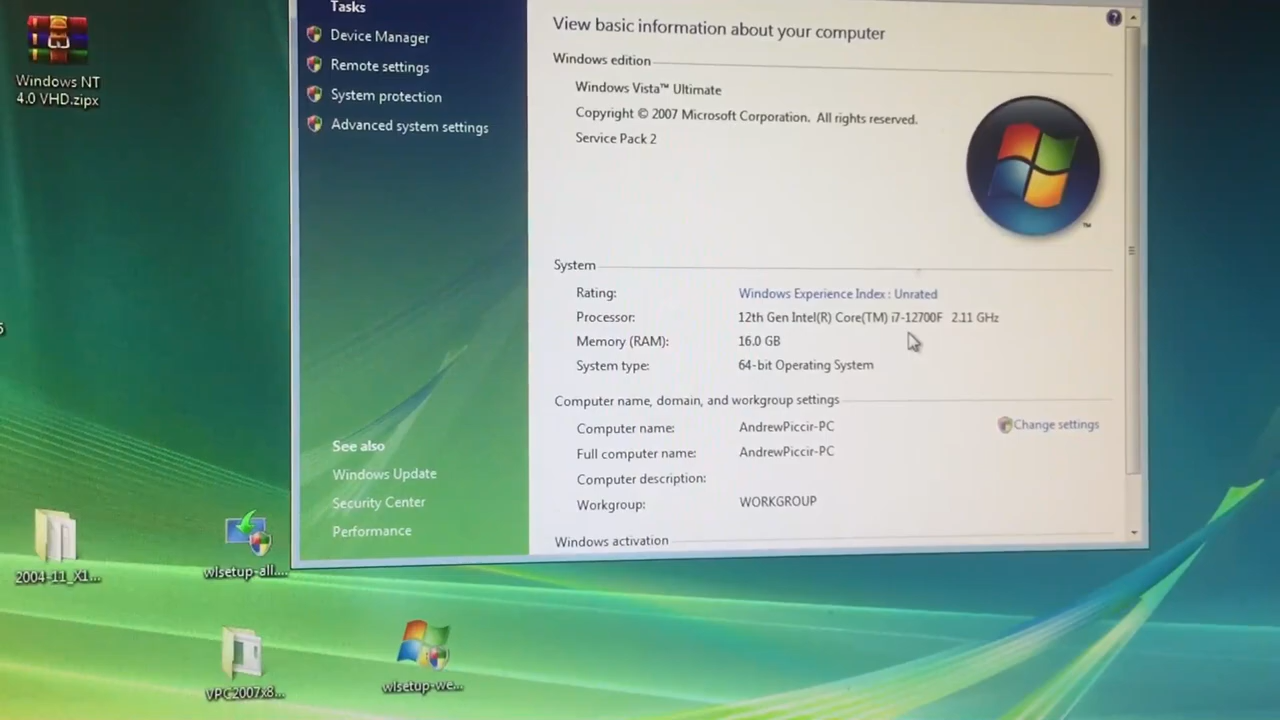 Windows NT
4.0 VHD.zipx
Tasks
Device Manager
Remote settings
System protection
Advanced system settings
See also
Windows Update
Security Center
Performance
View basic information about your computer
Windows edition
Windows Vista™ Ultimate
Copyright © 2007 Microsoft Corporation. All rights reserved.
Service Pack 2
TM
System
Rating: Windows Experience Index : Unrated
Processor: 12th Gen Intel(R) Core(TM) i7-12700F 2.11 GHz
Memory (RAM): 16.0 GB
System type: 64-bit Operating System
Computer name, domain, and workgroup settings
Computer name: AndrewPiccir-PC
Change settings
Full computer name: AndrewPiccir-PC
Computer description:
Workgroup: WORKGROUP
Windows activation
2004-11_X1...
wlsetup-all....
VPC2007x8...
wlsetup-we...